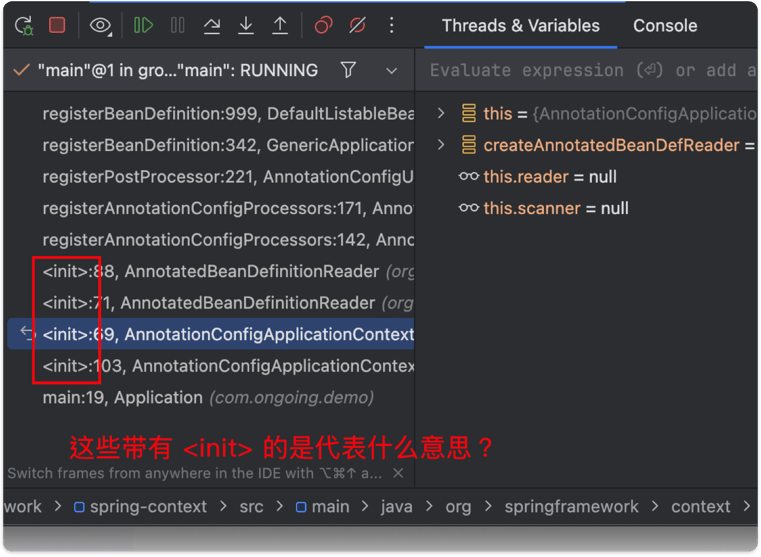 Threads & Variables Console
"main"@1 in gro..."main": RUNNING
Evaluate expression (⏎) or add a
registerBeanDefinition:999, DefaultListableBea
registerBeanDefinition:342, GenericApplication
registerPostProcessor:221, AnnotationConfigU
registerAnnotationConfigProcessors:171, Anno
registerAnnotationConfigProcessors:142, Anno
<init>:88, AnnotatedBeanDefinitionReader (org
<init>:71, AnnotatedBeanDefinitionReader (org
<init>:69, AnnotationConfigApplicationContext
<init>:103, AnnotationConfigApplicationContex
main:19, Application (com.ongoing.demo)
this = {AnnotationConfigApplicatio
createAnnotatedBeanDefReader =
this.reader = null
this.scanner = null
这些带有 <init> 的是代表什么意思？
Switch frames from anywhere in the IDE with ⌥⌘↑ a...
work > spring-context > src > main > java > org > springframework > context >